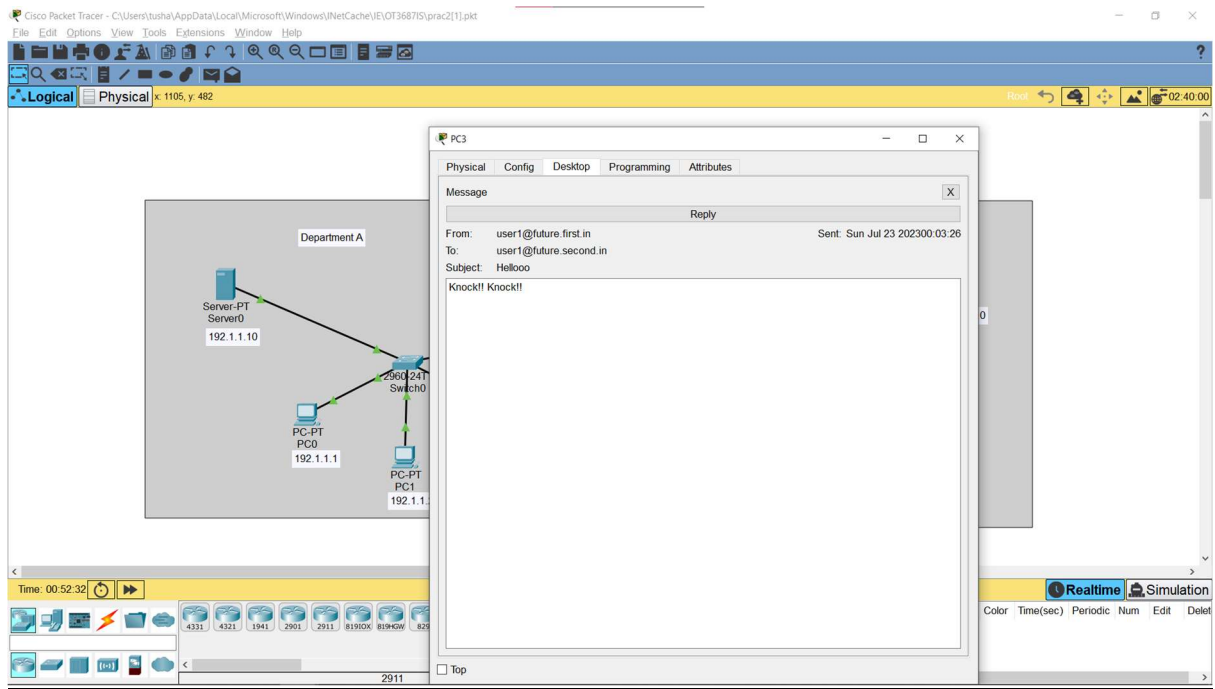 Cisco Packet Tracer - C:\Users\tusha\AppData\Local\Microsoft\Windows\INetCache\IE\OT3687IS\prac2[1].pkt
File Edit Options View Tools Extensions Window Help
?
Logical Physical x: 1105, y: 482 Root 02:40:00
PC3
Physical Config Desktop Programming Attributes
Message X
Reply
From: user1@future.first.in Sent: Sun Jul 23 202300:03:26
To: user1@future.second.in
Subject: Hellooo
Knock!! Knock!!
Department A
Server-PT
Server0
192.1.1.10
0
2960-24T
Switch0
PC-PT
PC0
192.1.1.1
PC-PT
PC1
192.1.1.
Time: 00:52:32 Realtime Simulation
4331 4321 1941 2901 2911 819IOX 819HGW 829
Color Time(sec) Periodic Num Edit Delet
Top
2911